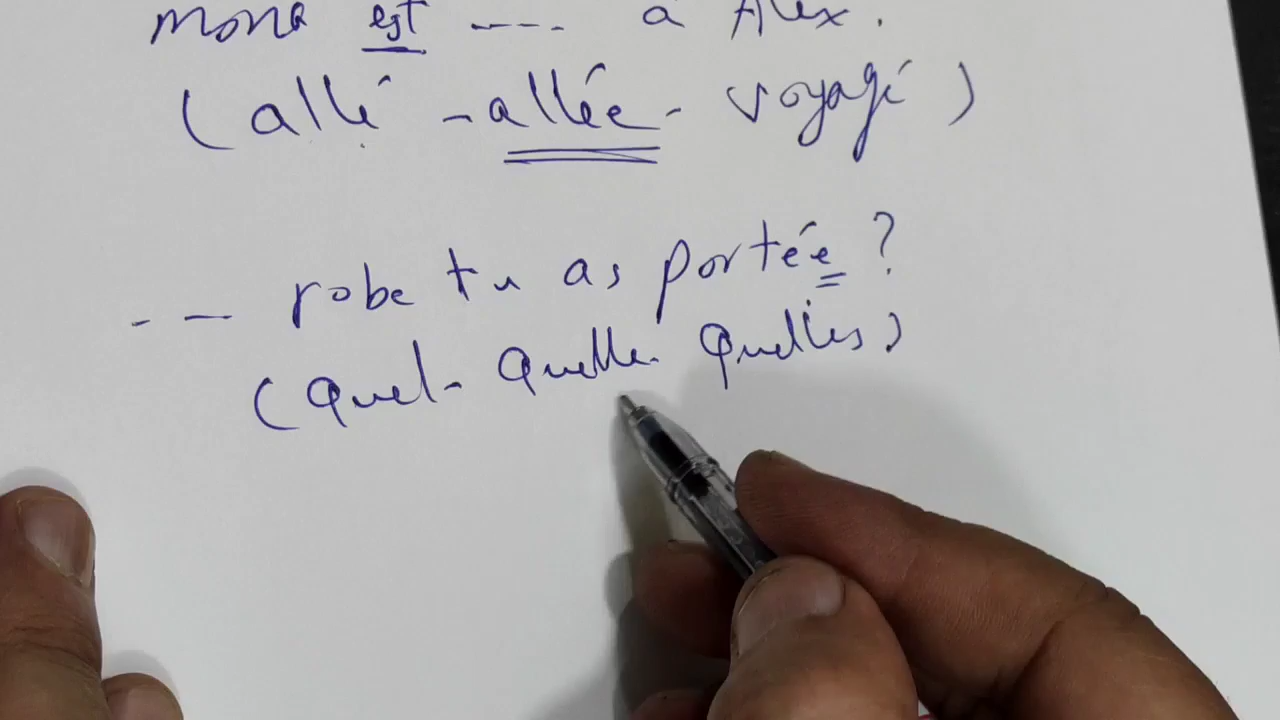 Mona est ---- à Alex.
( allé - allée - voyagé )
--- robe tu as portée ?
( Quel - Quelle - Quelles )